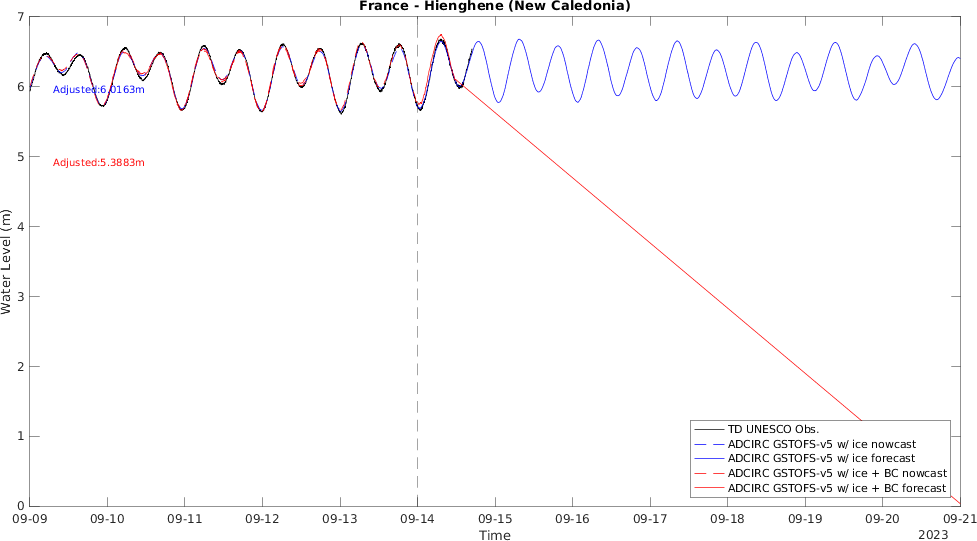 France - Hienghene (New Caledonia)
7
6
5
4
3
2
1
0
Water Level (m)
Adjusted:6.0163m
Adjusted:5.3883m
TD UNESCO Obs.
ADCIRC GSTOFS-v5 w/ ice nowcast
ADCIRC GSTOFS-v5 w/ ice forecast
ADCIRC GSTOFS-v5 w/ ice + BC nowcast
ADCIRC GSTOFS-v5 w/ ice + BC forecast
09-09 09-10 09-11 09-12 09-13 09-14 09-15 09-16 09-17 09-18 09-19 09-20 09-21
Time
2023